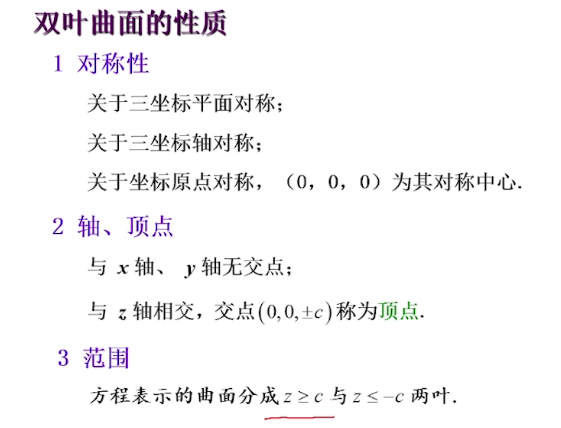 双叶曲面的性质
1 对称性
关于三坐标平面对称；
关于三坐标轴对称；
关于坐标原点对称，（0，0，0）为其对称中心.
2 轴、顶点
与 x 轴、 y 轴无交点；
与 z 轴相交，交点(0,0,±c)称为顶点.
3 范围
方程表示的曲面分成 z ≥ c 与 z ≤ −c 两叶.